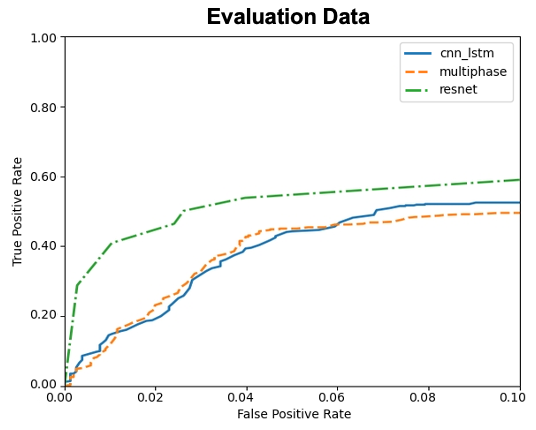 Evaluation Data
1.00
0.80
0.60
0.40
0.20
0.00
True Positive Rate
cnn_lstm
multiphase
resnet
0.00 0.02 0.04 0.06 0.08 0.10
False Positive Rate